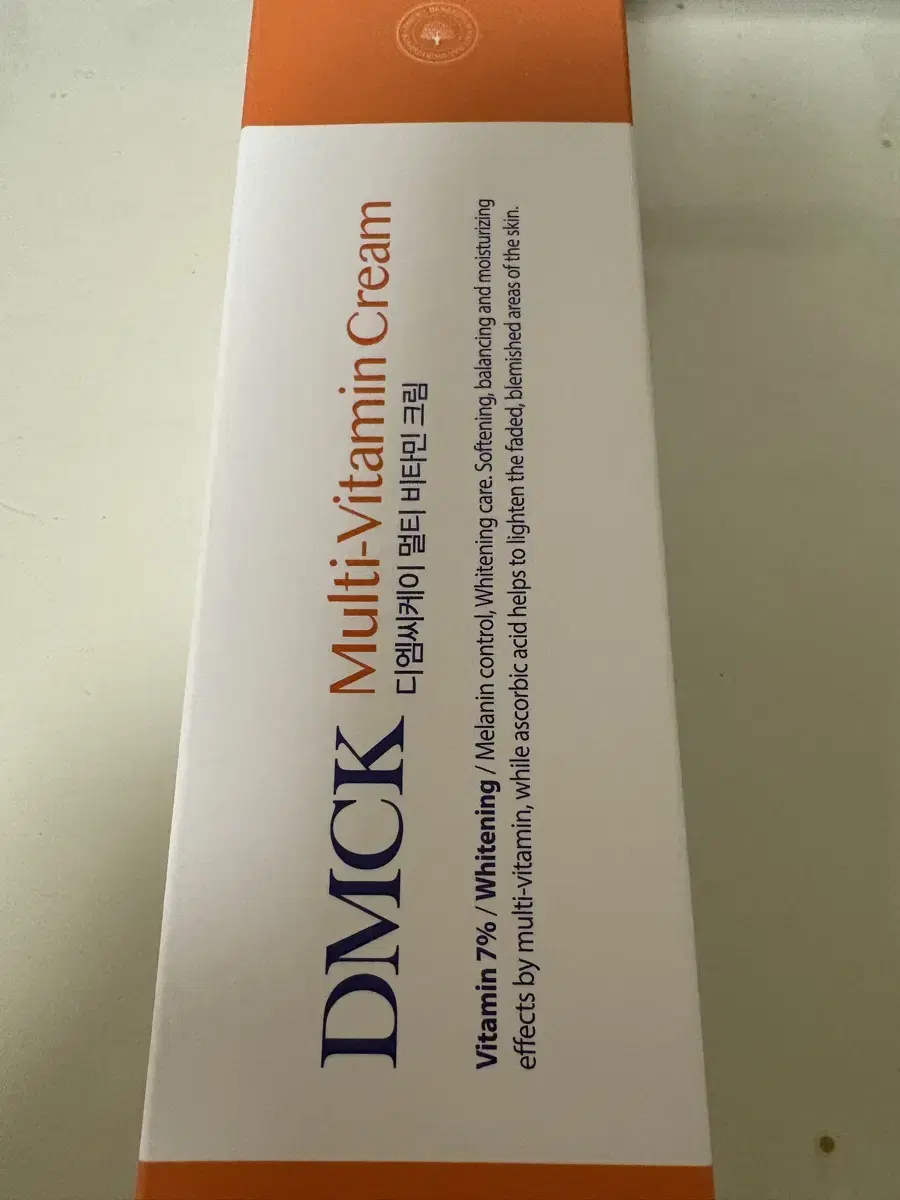 DMCK Multi-Vitamin Cream
디엠씨케이 멀티 비타민 크림
Vitamin 7% / Whitening / Melanin control, Whitening care. Softening, balancing and moisturizing
effects by multi-vitamin, while ascorbic acid helps to lighten the faded, blemished areas of the skin.